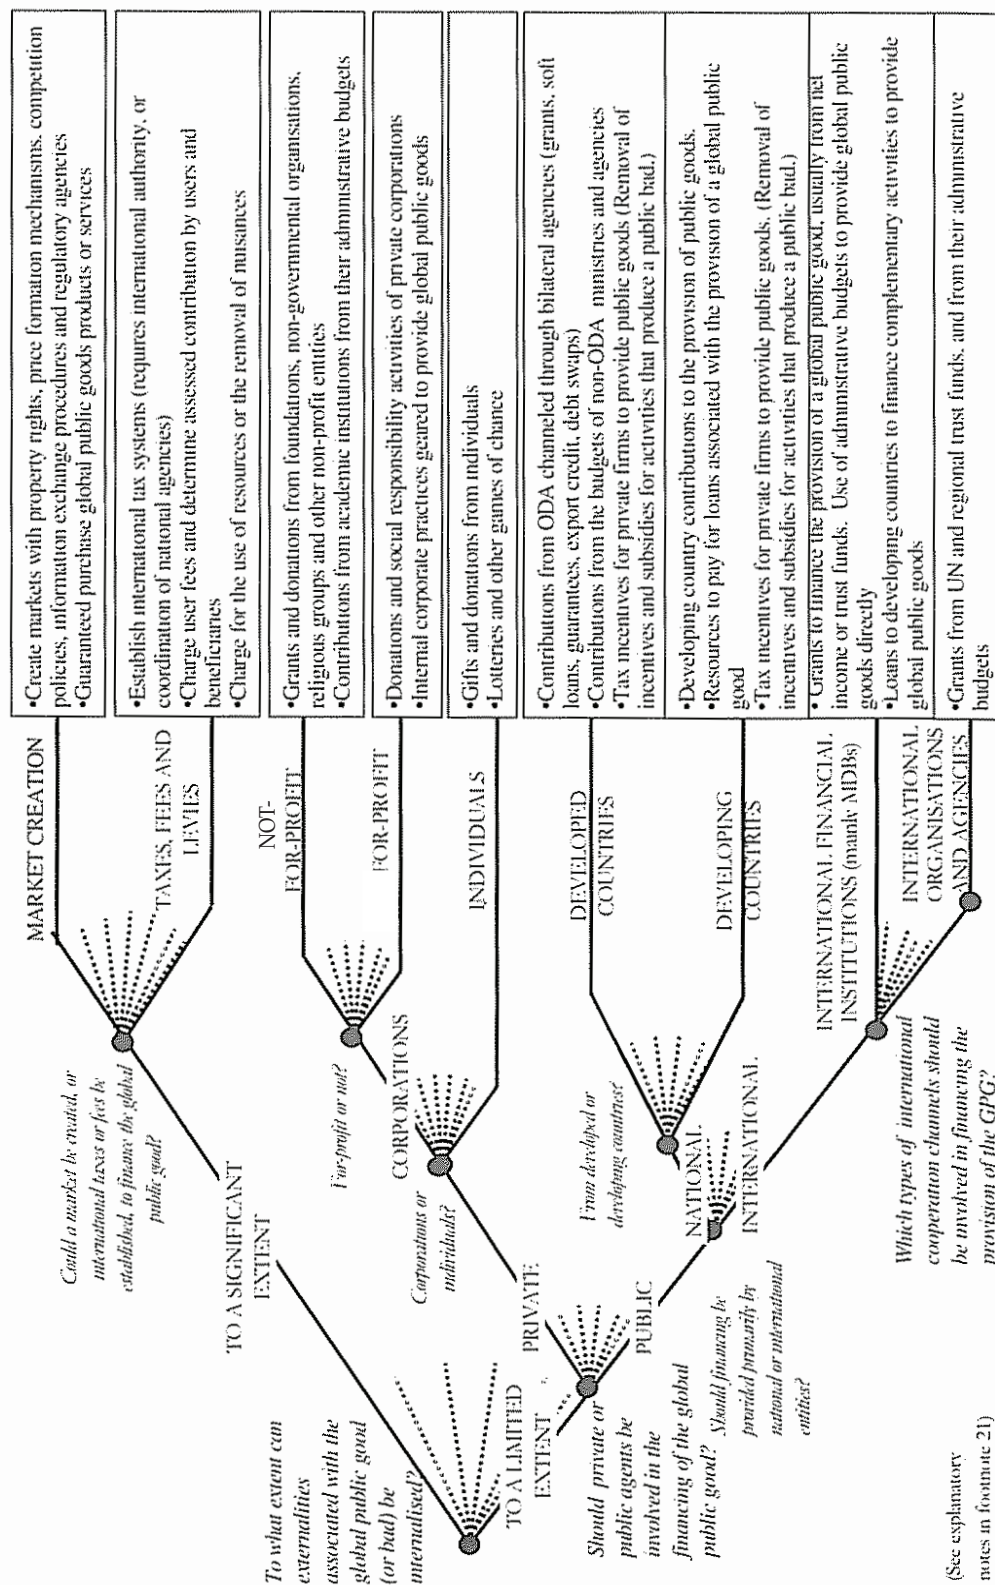 To what extent can
externalities
associated with the
global public good
(or bad) be
internalised?
TO A SIGNIFICANT
EXTENT
TO A LIMITED
EXTENT
Could a market be created, or
international taxes or fees be
established, to finance the global
public good?
MARKET CREATION
•Create markets with property rights, price formation mechanisms, competition
policies, information exchange procedures and regulatory agencies
•Guaranteed purchase global public goods products or services
TAXES, FEES AND
LEVIES
•Establish international tax systems (requires international authority, or
coordination of national agencies)
•Charge user fees and determine assessed contribution by users and
beneficiaries
•Charge for the use of resources or the removal of nusances
Should private or
public agents be
involved in the
financing of the global
public good?
PRIVATE
PUBLIC
Corporations or
individuals?
CORPORATIONS
For-profit or not?
NOT-
FOR-PROFIT
•Grants and donations from foundations, non-governmental organisations,
religious groups and other non-profit entities
•Contributions from academic institutions from their administrative budgets
FOR-PROFIT
•Donations and social responsibility activities of private corporations
•Internal corporate practices geared to provide global public goods
INDIVIDUALS
•Gifts and donations from individuals
•Lotteries and other games of chance
Should financing be
provided primarily by
national or international
entities?
NATIONAL
INTERNATIONAL
From developed or
developing countries?
DEVELOPED
COUNTRIES
•Contributions from ODA channeled through bilateral agencies (grants, soft
loans, guarantees, export credit, debt swaps)
•Contributions from the budgets of non-ODA ministries and agencies
•Tax incentives for private firms to provide public goods (Removal of
incentives and subsidies for activities that produce a public bad.)
DEVELOPING
COUNTRIES
•Developing country contributions to the provision of public goods.
•Resources to pay for loans associated with the provision of a global public
good
•Tax incentives for private firms to provide public goods. (Removal of
incentives and subsidies for activities that produce a public bad.)
Which types of international
cooperation channels should
be involved in financing the
provision of the GPG?
INTERNATIONAL FINANCIAL
INSTITUTIONS (mainly MDBs)
•Grants to finance the provision of a global public good, usually from net
income or trust funds. Use of administrative budgets to provide global public
goods directly
•Loans to developing countries to finance complementary activities to provide
global public goods
INTERNATIONAL
ORGANISATIONS
AND AGENCIES
•Grants from UN and regional trust funds, and from their administrative
budgets
(See explanatory
notes in footnote 21)